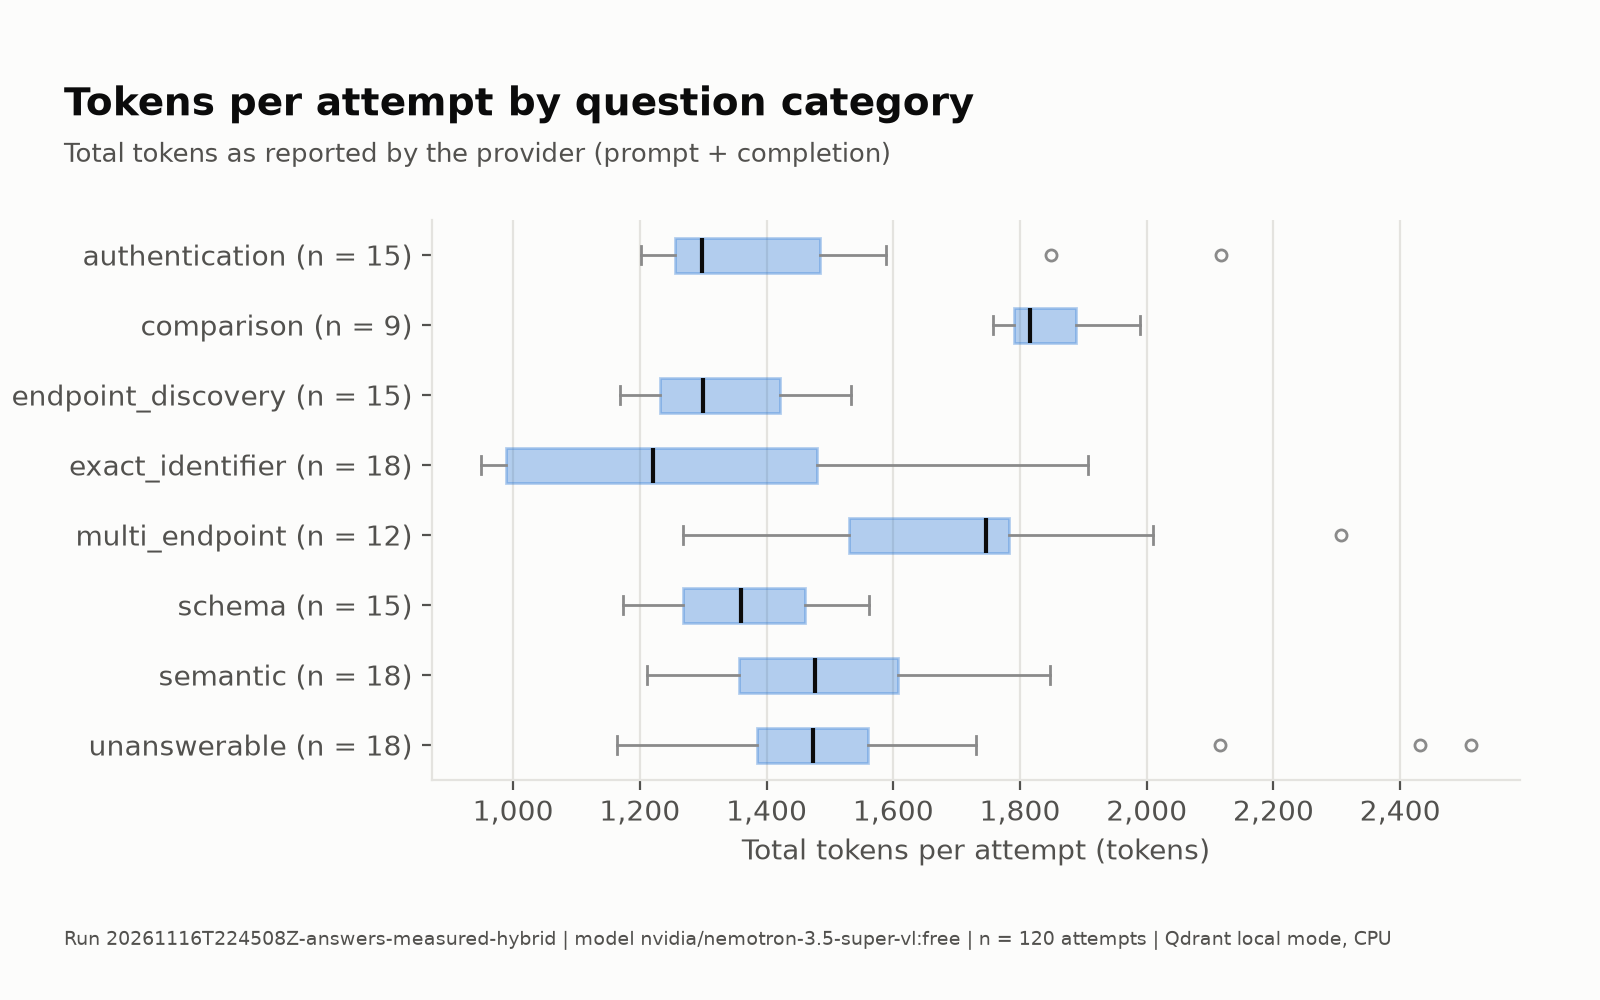 Tokens per attempt by question category
Total tokens as reported by the provider (prompt + completion)
authentication (n = 15)
comparison (n = 9)
endpoint_discovery (n = 15)
exact_identifier (n = 18)
multi_endpoint (n = 12)
schema (n = 15)
semantic (n = 18)
unanswerable (n = 18)
1,000 1,200 1,400 1,600 1,800 2,000 2,200 2,400
Total tokens per attempt (tokens)
Run 20261116T224508Z-answers-measured-hybrid | model nvidia/nemotron-3.5-super-vl:free | n = 120 attempts | Qdrant local mode, CPU